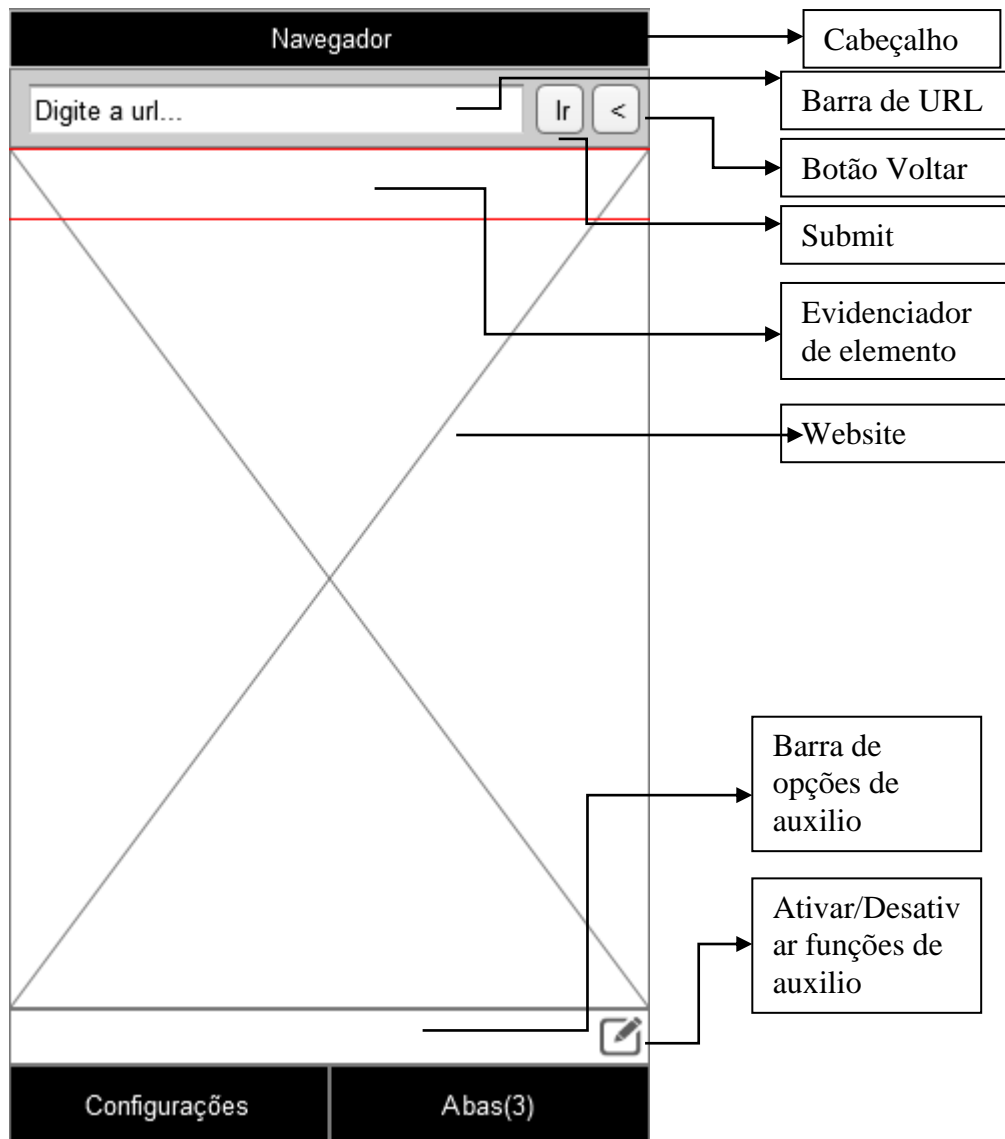 Navegador
Cabeçalho
Digite a url...
Ir
<
Barra de URL
Botão Voltar
Submit
Evidenciador
de elemento
Website
Barra de
opções de
auxilio
Ativar/Desativ
ar funções de
auxilio
Configurações
Abas(3)